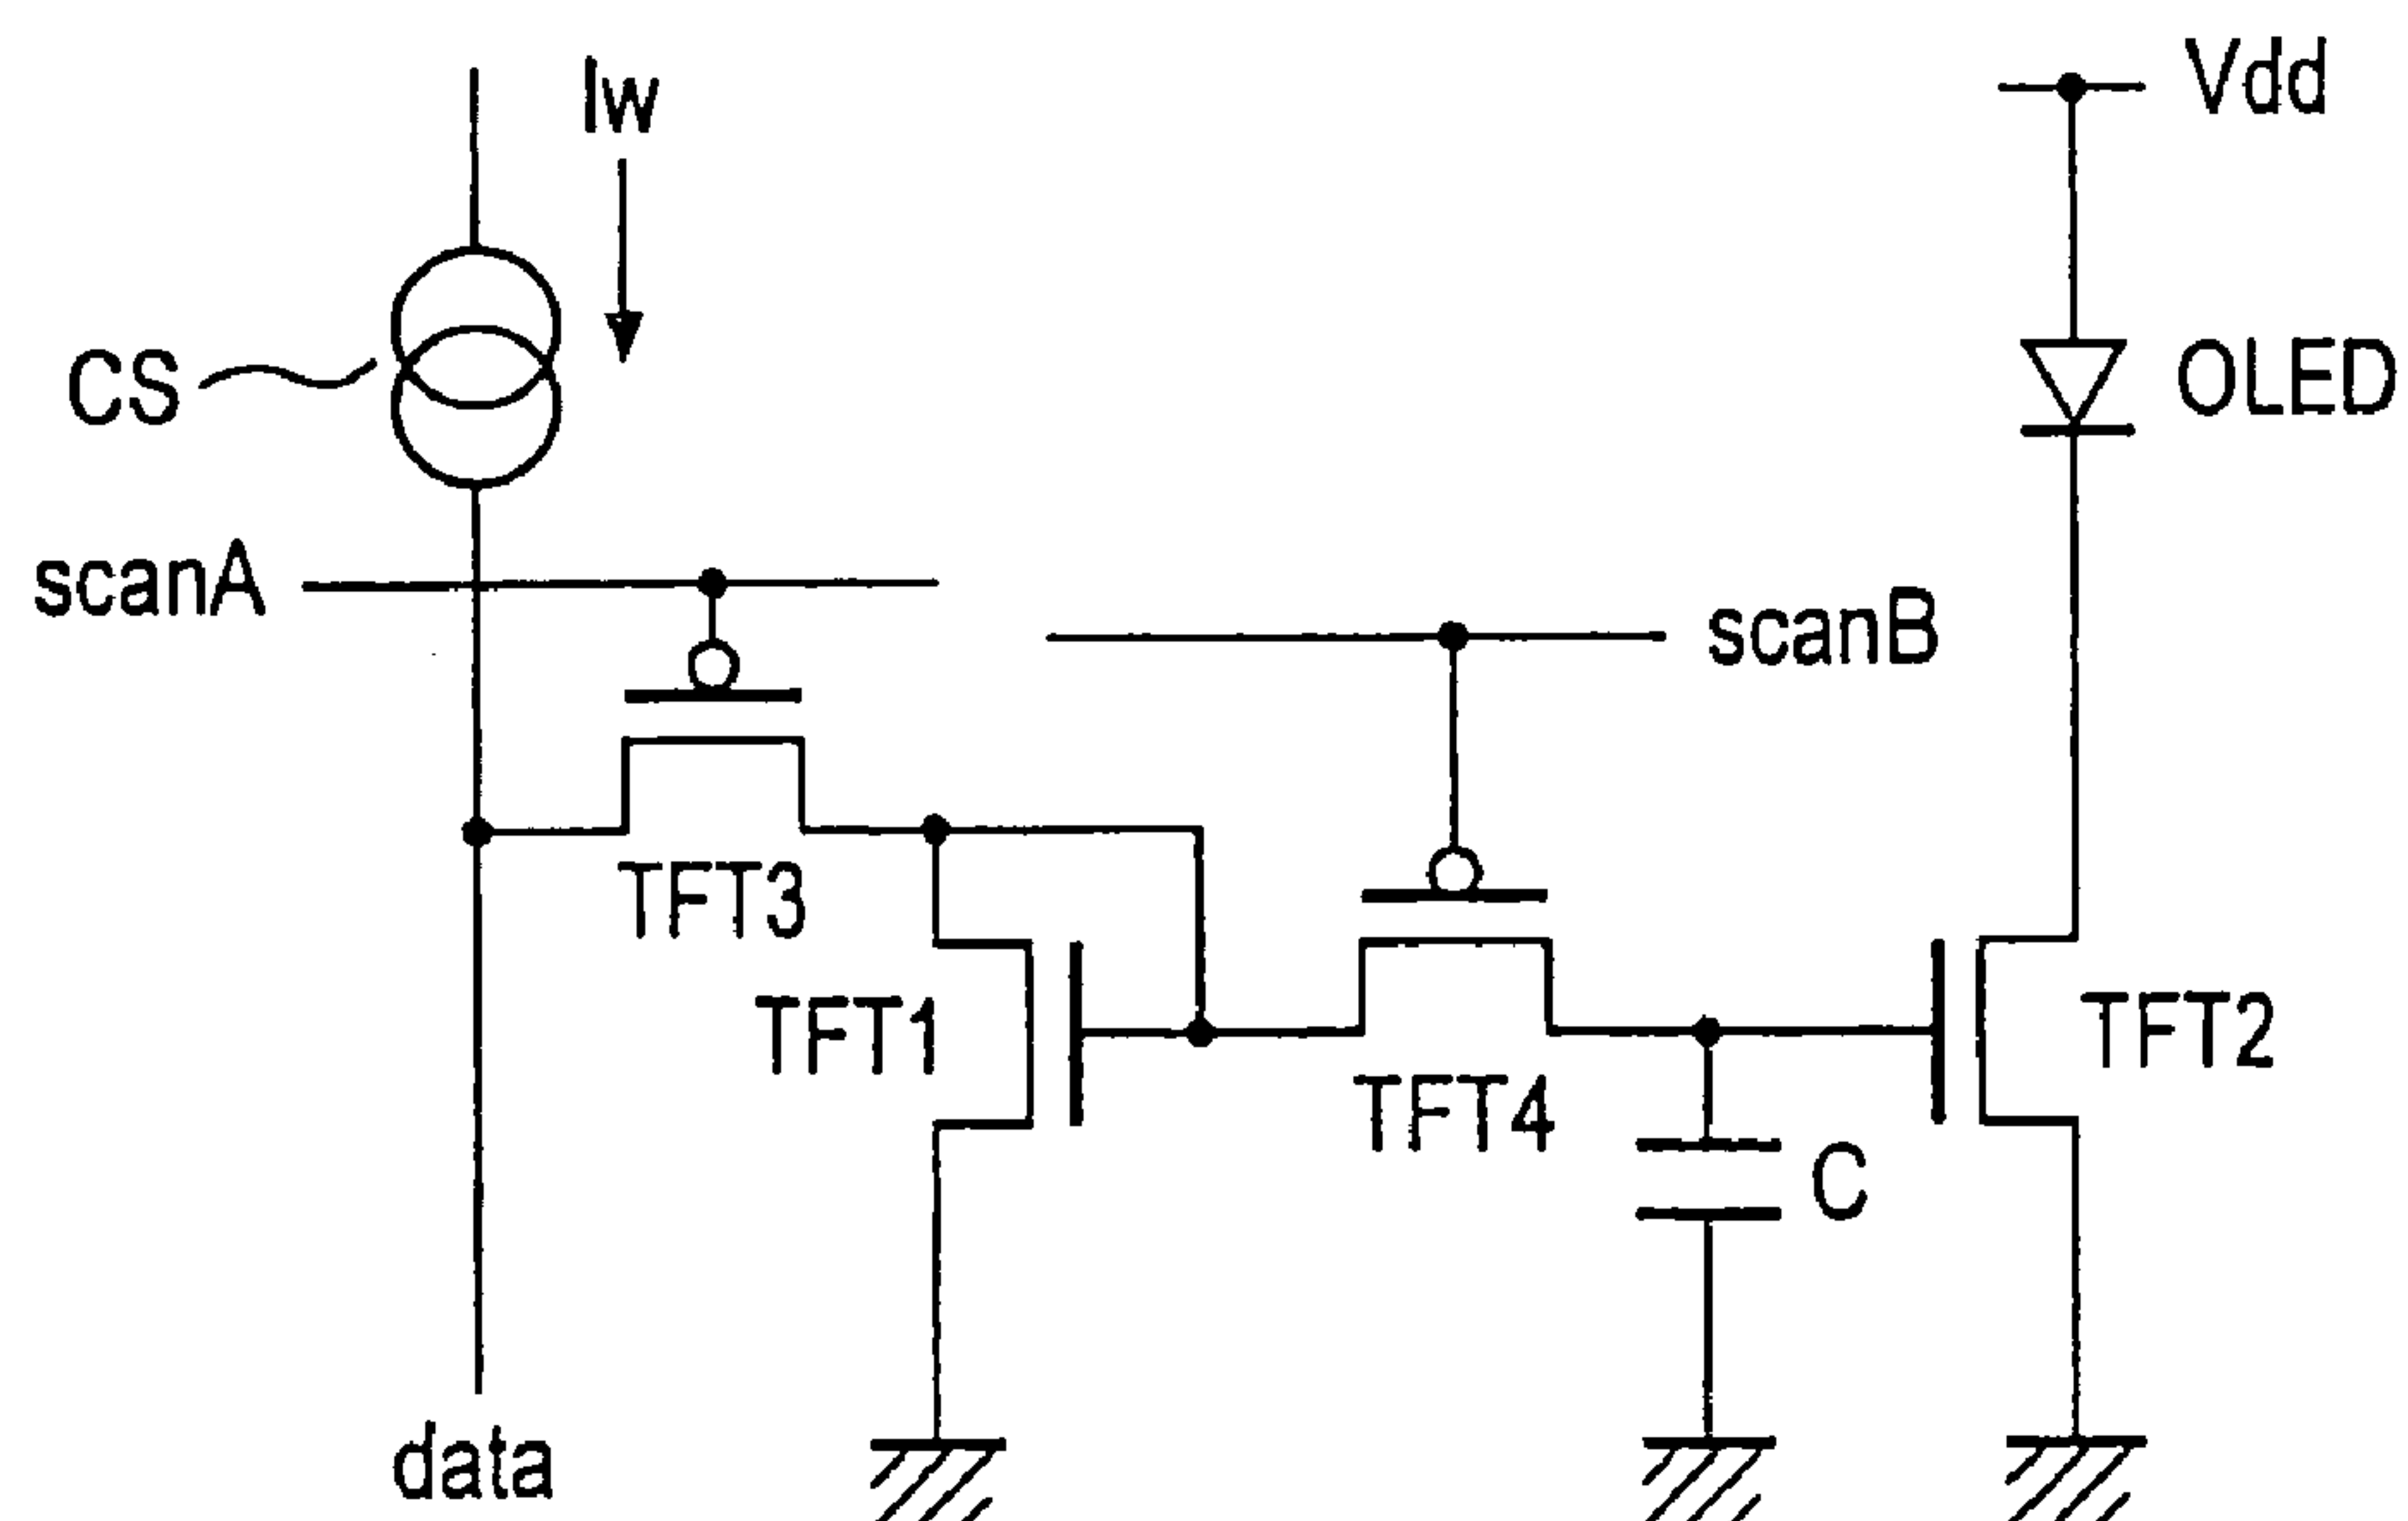 Iw
Vdd
CS
OLED
scanA
scanB
TFT3
TFT1
TFT2
TFT4
C
data